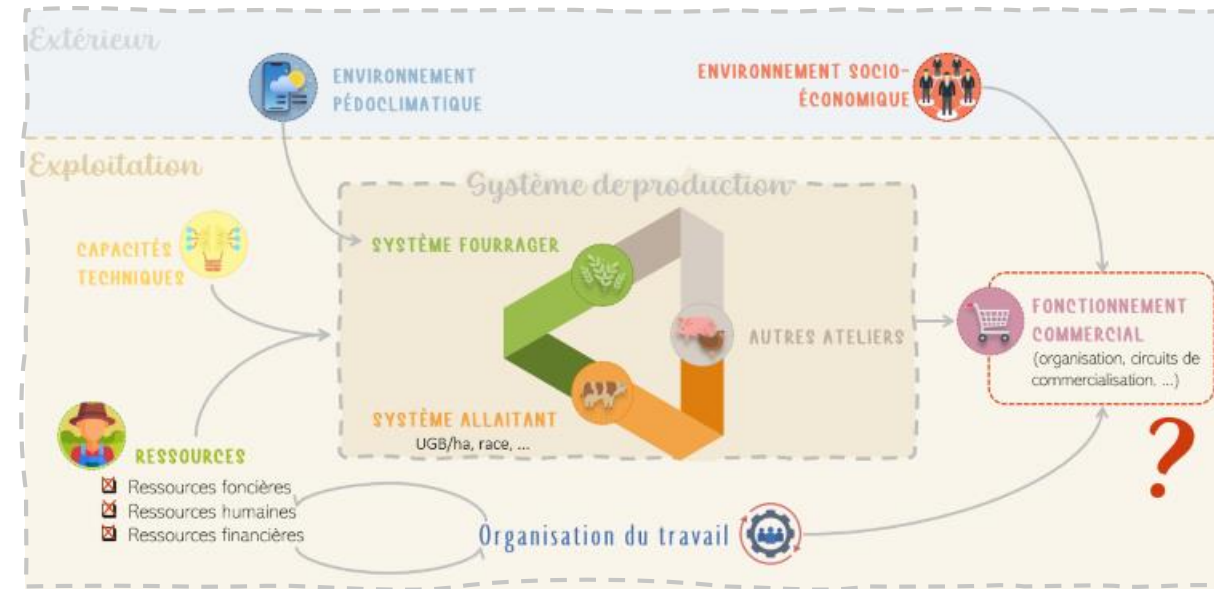 Extérieur
ENVIRONNEMENT
PÉDOCLIMATIQUE
ENVIRONNEMENT SOCIO-
ÉCONOMIQUE
Exploitation
Système de production
CAPACITÉS
TECHNIQUES
SYSTÈME FOURRAGER
AUTRES ATELIERS
FONCTIONNEMENT
COMMERCIAL
(organisation, circuits de
commercialisation. ...)
SYSTÈME ALLAITANT
UGB/ha, race, ...
RESSOURCES
Ressources foncières
Ressources humaines
Ressources financières
Organisation du travail
?